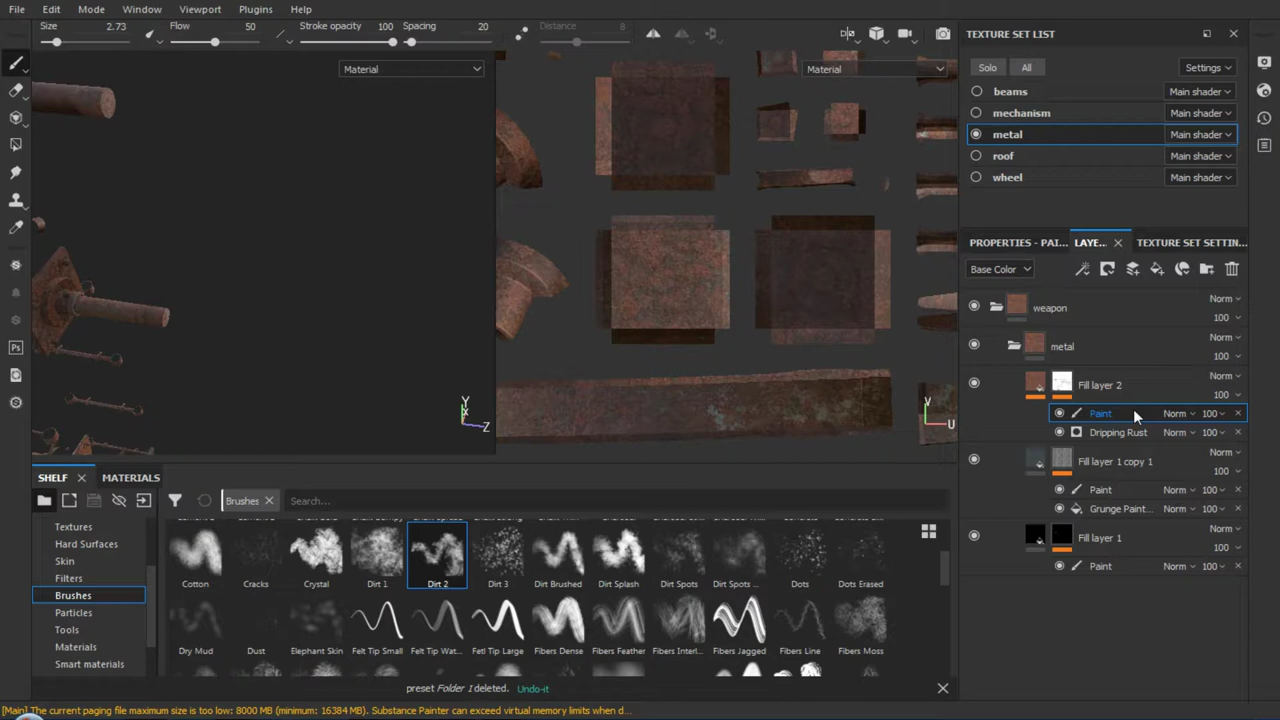 File Edit Mode Window Viewport Plugins Help
Size 2.73 Flow 50 Stroke opacity 100 Spacing 20 Distance 8
Material
Material
TEXTURE SET LIST
Solo All Settings
beams Main shader
mechanism Main shader
metal Main shader
roof Main shader
wheel Main shader
PROPERTIES - PAI... LAYE... TEXTURE SET SETTIN...
Base Color
weapon Norm 100
metal Norm 100
Fill layer 2 Norm 100
Paint Norm 100
Dripping Rust Norm 100
Fill layer 1 copy 1 Norm 100
Paint Norm 100
Grunge Paint... Norm 100
Fill layer 1 Norm 100
Paint Norm 100
Y
X
Z
V
U
Ps
SHELF MATERIALS
Brushes Search...
Textures
Hard Surfaces
Skin
Filters
Brushes
Particles
Tools
Materials
Smart materials
Cotton Cracks Crystal Dirt 1 Dirt 2 Dirt 3 Dirt Brushed Dirt Splash Dirt Spots Dirt Spots ... Dots Dots Erased
Dry Mud Dust Elephant Skin Felt Tip Small Felt Tip Wat... Fetl Tip Large Fibers Dense Fibers Feather Fibers Interl... Fibers Jagged Fibers Line Fibers Moss
preset Folder 1 deleted. Undo-it
[Main] The current paging file maximum size is too low: 8000 MB (minimum: 16384 MB). Substance Painter can exceed virtual memory limits when d...